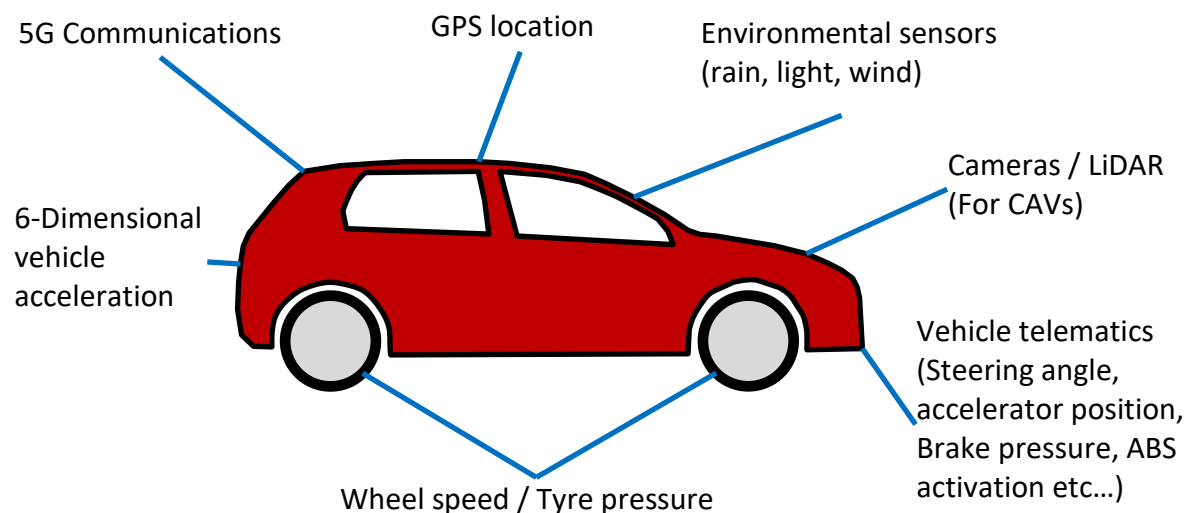 5G Communications
GPS location
Environmental sensors
(rain, light, wind)
Cameras / LiDAR
(For CAVs)
6-Dimensional
vehicle
acceleration
Vehicle telematics
(Steering angle,
accelerator position,
Brake pressure, ABS
activation etc…)
Wheel speed / Tyre pressure